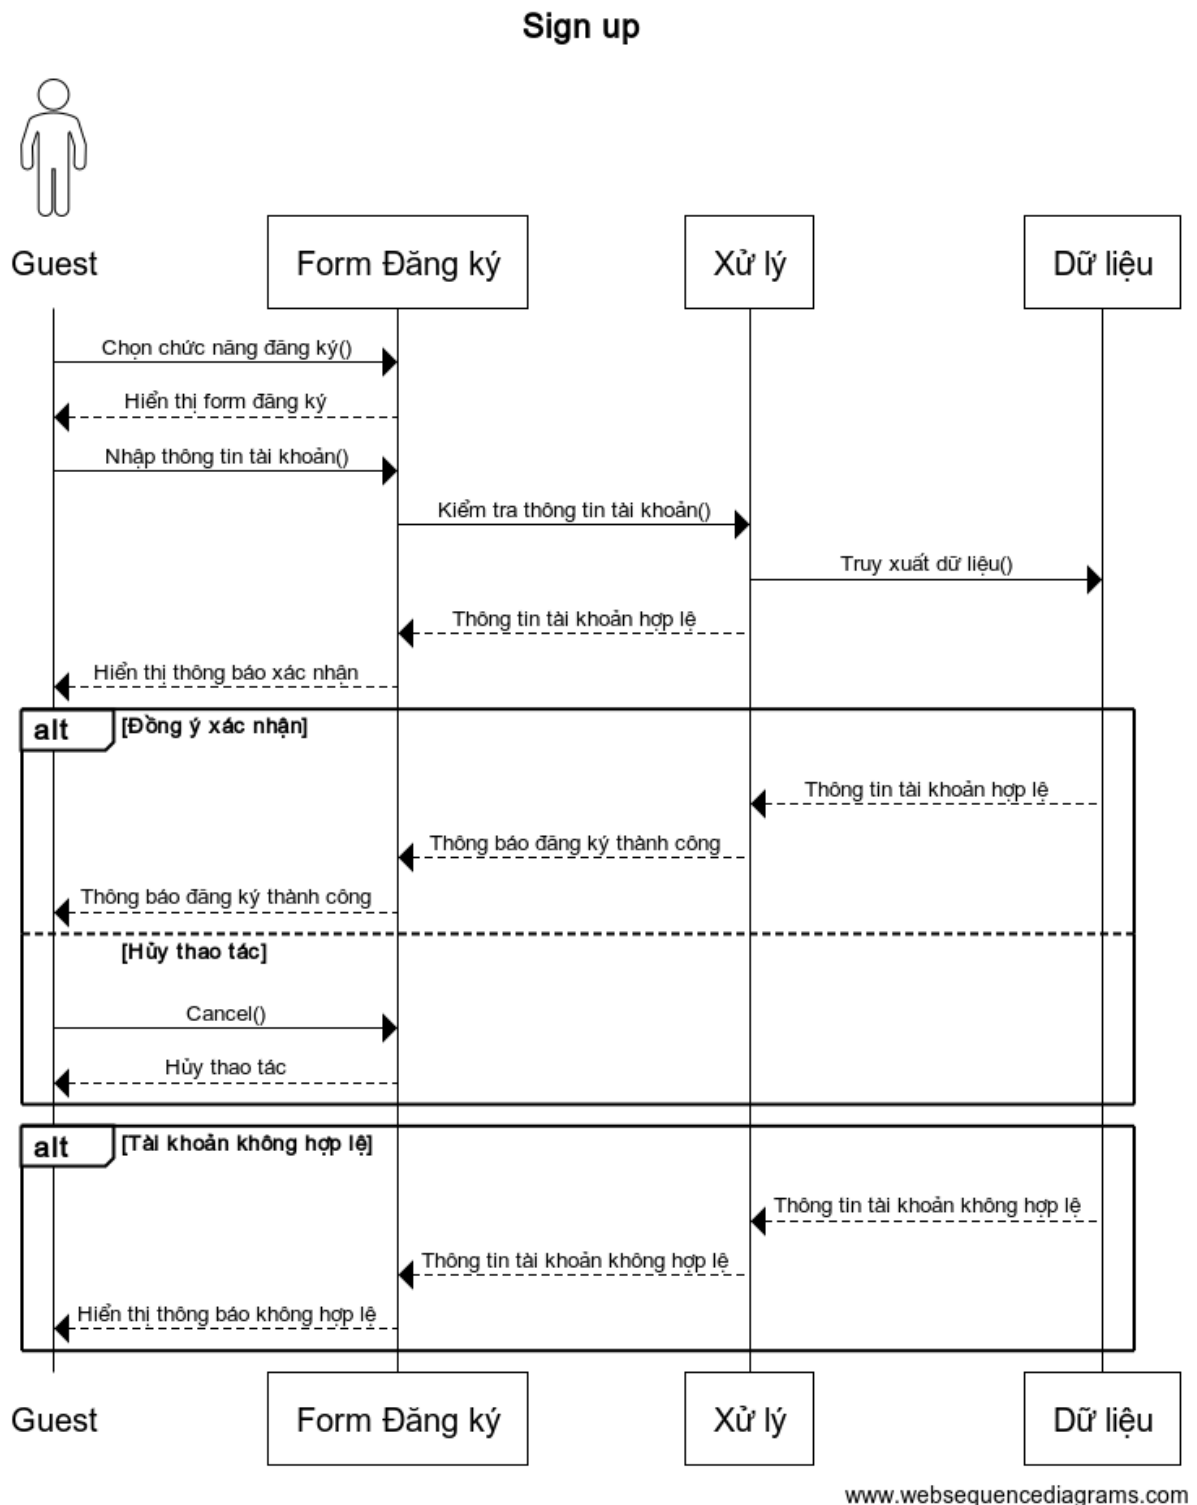 Sign up
Guest
Form Đăng ký
Xử lý
Dữ liệu
Chọn chức năng đăng ký()
Hiển thị form đăng ký
Nhập thông tin tài khoản()
Kiểm tra thông tin tài khoản()
Truy xuất dữ liệu()
Thông tin tài khoản hợp lệ
Hiển thị thông báo xác nhận
alt
[Đồng ý xác nhận]
Thông tin tài khoản hợp lệ
Thông báo đăng ký thành công
Thông báo đăng ký thành công
[Hủy thao tác]
Cancel()
Hủy thao tác
alt
[Tài khoản không hợp lệ]
Thông tin tài khoản không hợp lệ
Thông tin tài khoản không hợp lệ
Hiển thị thông báo không hợp lệ
Guest
Form Đăng ký
Xử lý
Dữ liệu
www.websequencediagrams.com